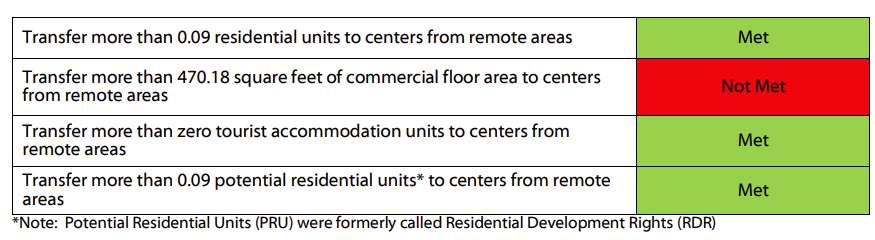 Transfer more than 0.09 residential units to centers from remote areas
Met
Transfer more than 470.18 square feet of commercial floor area to centers
from remote areas
Not Met
Transfer more than zero tourist accommodation units to centers from
remote areas
Met
Transfer more than 0.09 potential residential units* to centers from remote
areas
Met
*Note:  Potential Residential Units (PRU) were formerly called Residential Development Rights (RDR)